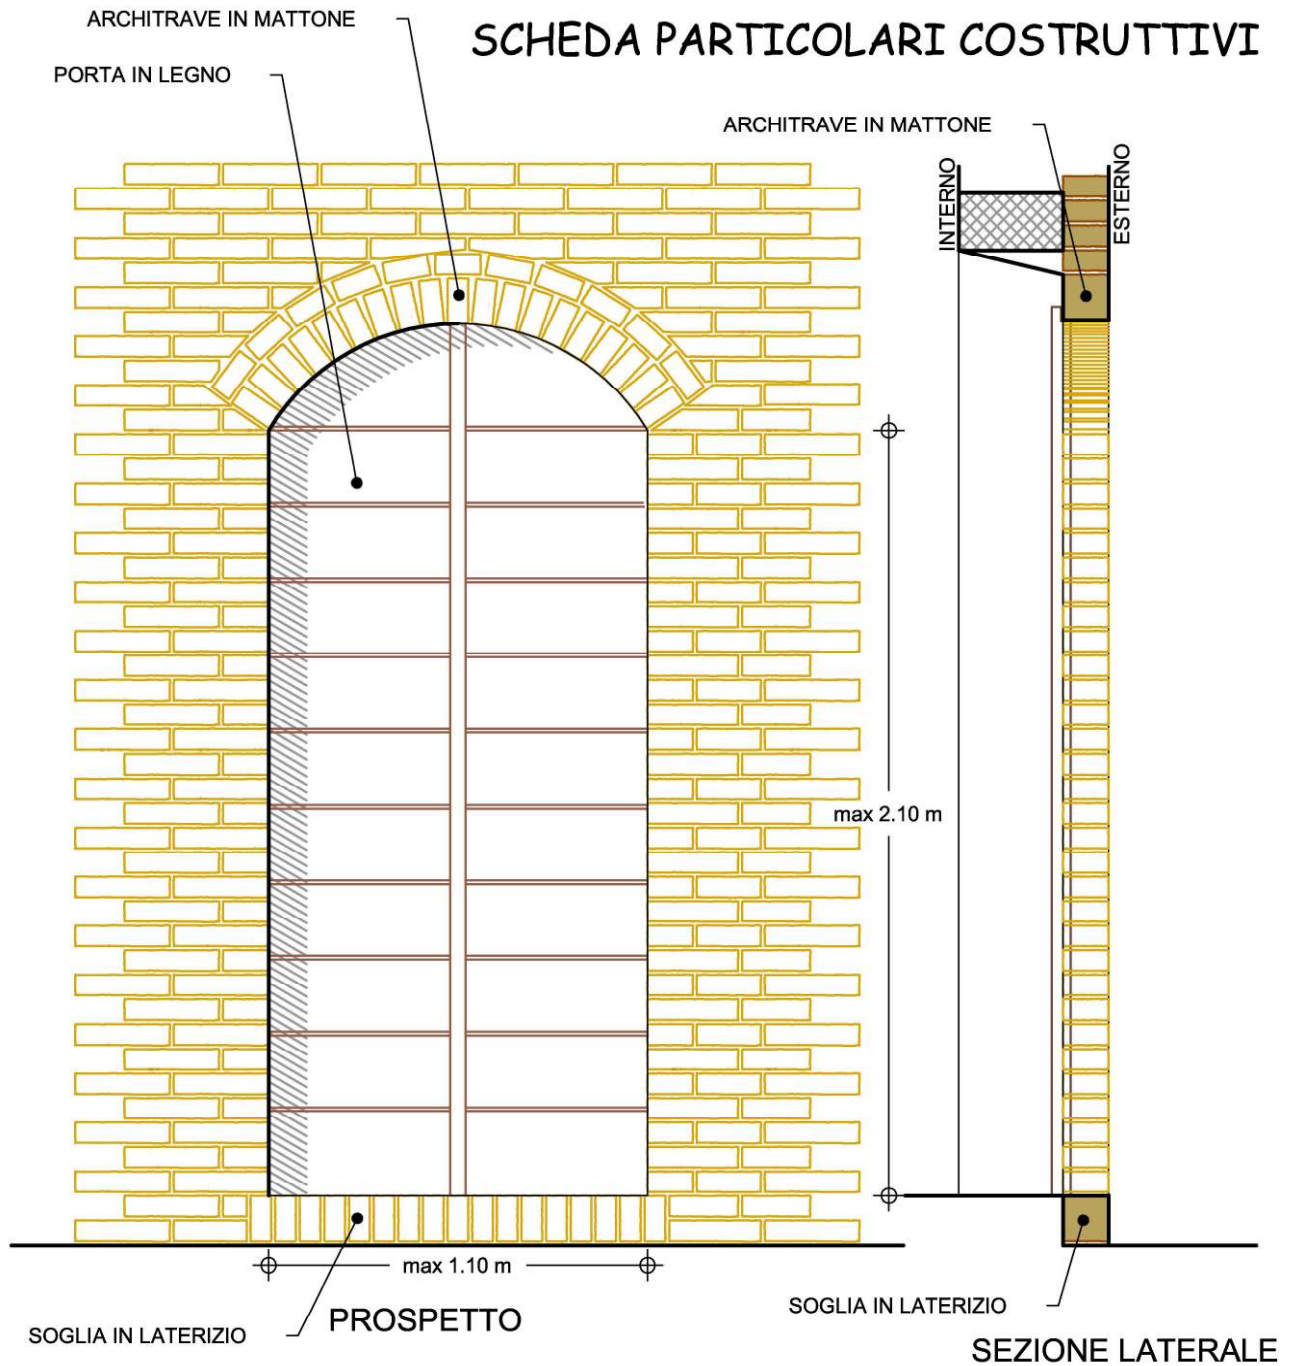 ARCHITRAVE IN MATTONE
SCHEDA PARTICOLARI COSTRUTTIVI
PORTA IN LEGNO
ARCHITRAVE IN MATTONE
INTERNO
ESTERNO
max 2.10 m
max 1.10 m
SOGLIA IN LATERIZIO
PROSPETTO
SOGLIA IN LATERIZIO
SEZIONE LATERALE